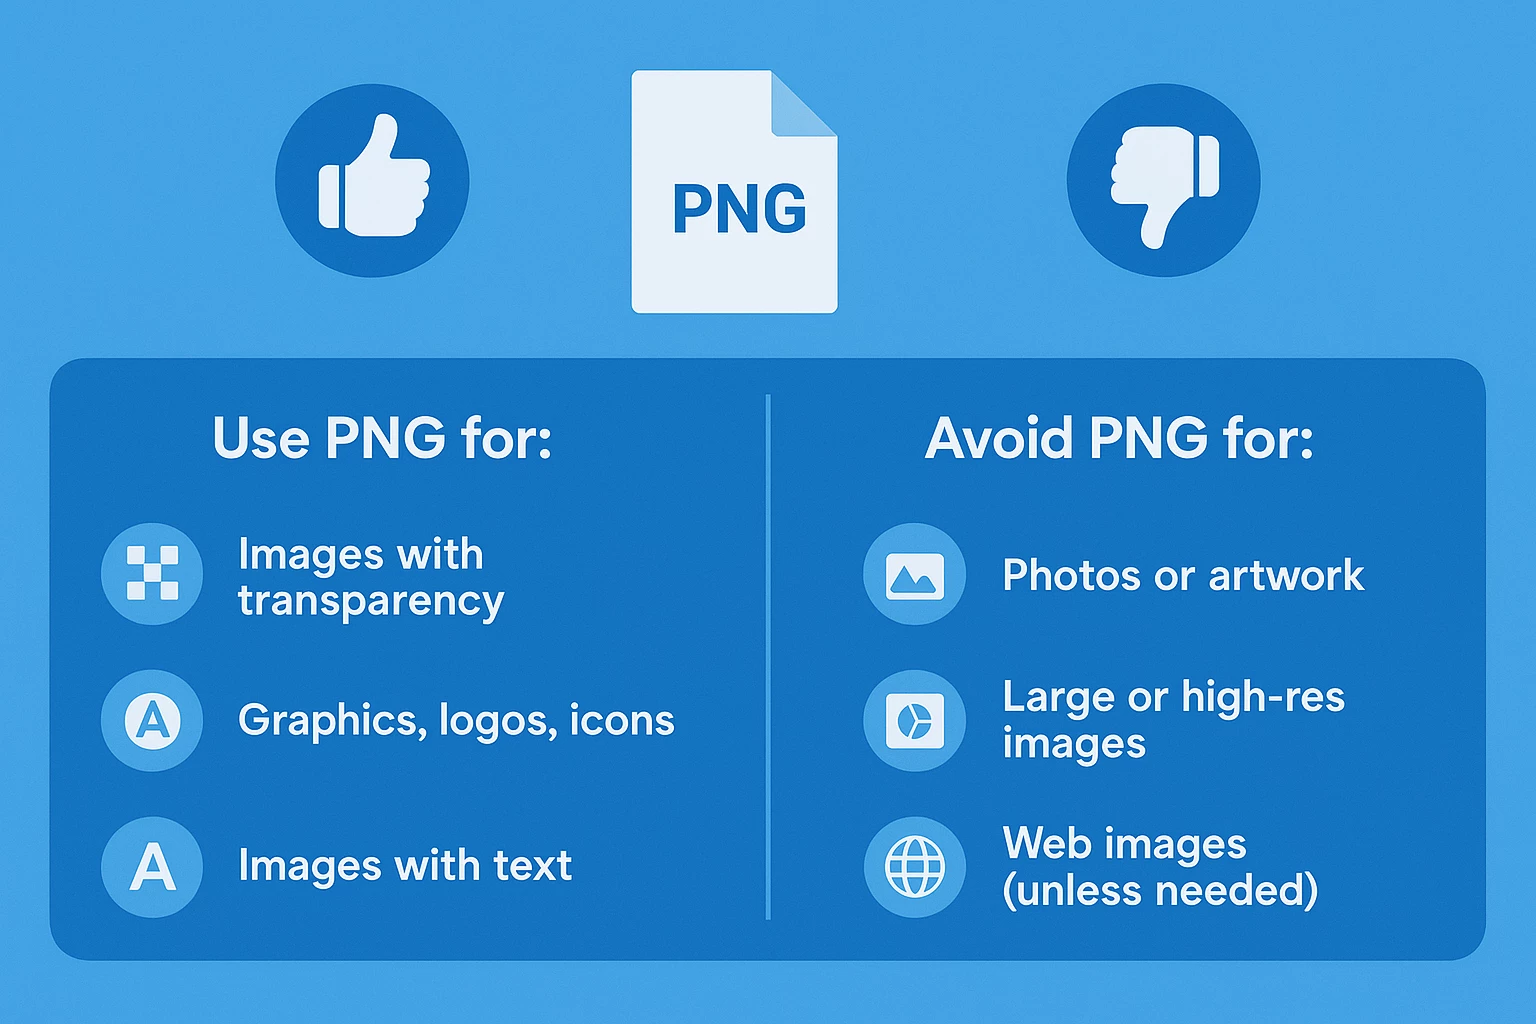 PNG
Use PNG for:
Images with
transparency
A
Graphics, logos, icons
A
Images with text
Avoid PNG for:
Photos or artwork
Large or high-res
images
Web images
(unless needed)